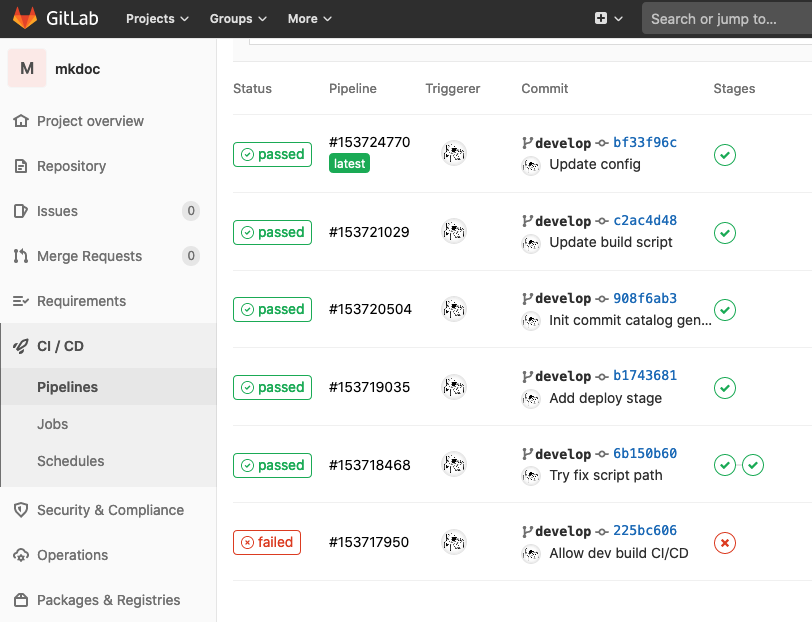 GitLab Projects Groups More Search or jump to...
M mkdoc
Project overview
Repository
Issues 0
Merge Requests 0
Requirements
CI / CD
Pipelines
Jobs
Schedules
Security & Compliance
Operations
Packages & Registries
Status Pipeline Triggerer Commit Stages
passed #153724770 develop bf33f96c
latest Update config
passed #153721029 develop c2ac4d48
Update build script
passed #153720504 develop 908f6ab3
Init commit catalog gen...
passed #153719035 develop b1743681
Add deploy stage
passed #153718468 develop 6b150b60
Try fix script path
failed #153717950 develop 225bc606
Allow dev build CI/CD